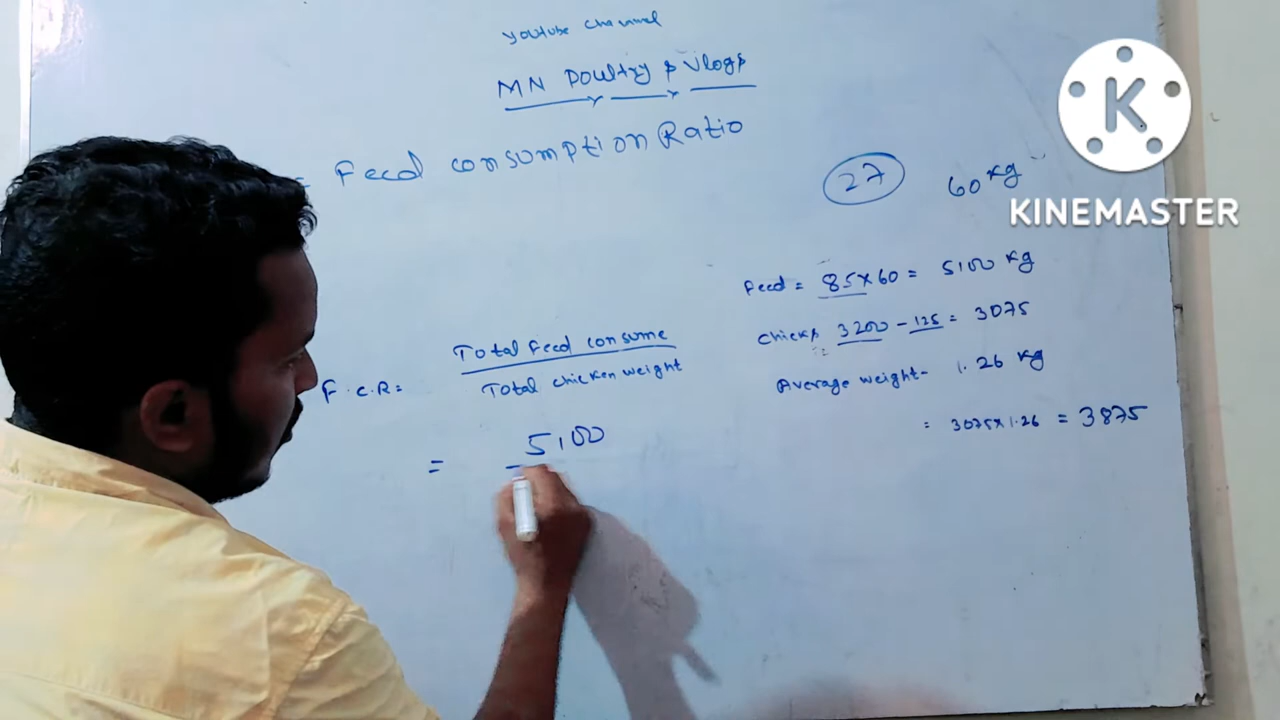 youtube channel
MN Poultry & Vlogs
= Feed consumption Ratio
27
60 kg
K
KINEMASTER
Feed = 85x60 = 5100 kg
Chicks 3200 - 125 = 3075
Average weight- 1.26 kg
= 3075x1.26 = 3875
F.C.R= Total Feed consume
Total chicken weight
= 5100